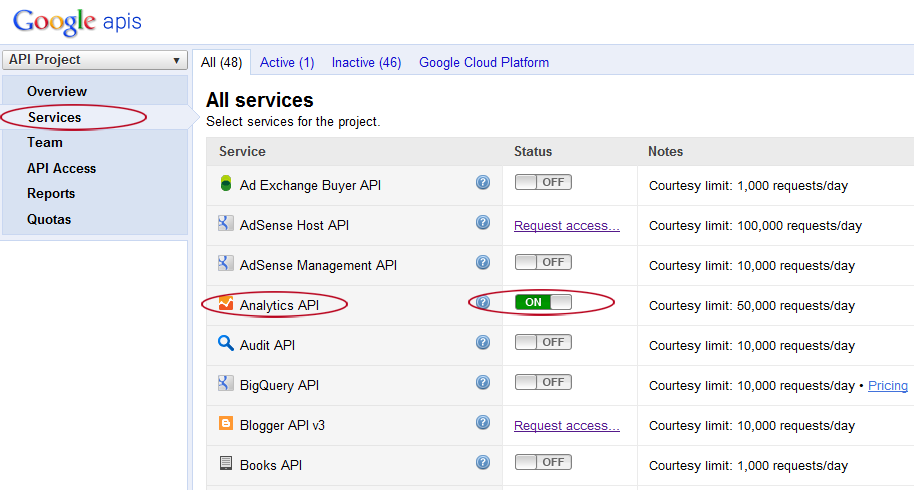 Google apis
API Project ▼
All (48) Active (1) Inactive (46) Google Cloud Platform
Overview
Services
Team
API Access
Reports
Quotas
All services
Select services for the project.
Service Status Notes
Ad Exchange Buyer API ? OFF Courtesy limit: 1,000 requests/day
AdSense Host API ? Request access... Courtesy limit: 100,000 requests/day
AdSense Management API ? OFF Courtesy limit: 10,000 requests/day
Analytics API ? ON Courtesy limit: 50,000 requests/day
Audit API ? OFF Courtesy limit: 10,000 requests/day
BigQuery API ? OFF Courtesy limit: 10,000 requests/day • Pricing
Blogger API v3 ? Request access... Courtesy limit: 10,000 requests/day
Books API ? OFF Courtesy limit: 1,000 requests/day